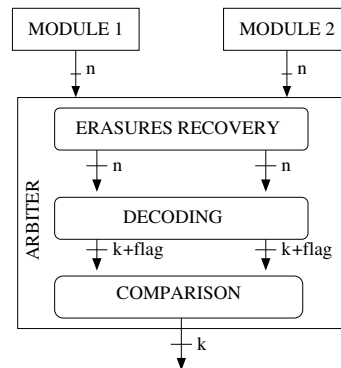 MODULE 1
MODULE 2
n
n
ARBITER
ERASURES RECOVERY
n
n
DECODING
k+flag
k+flag
COMPARISON
k